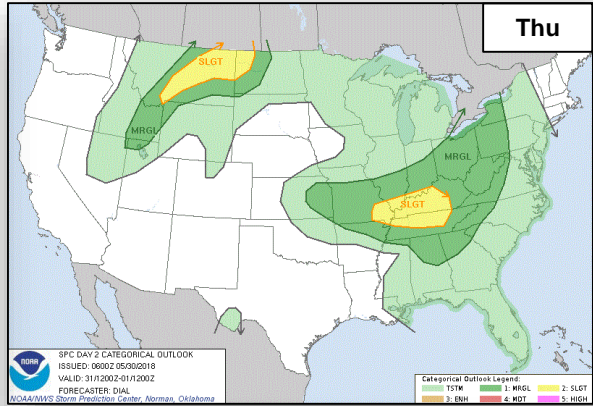 Thu
SLGT
MRGL
MRGL
SLGT
NOAA
SPC DAY 2 CATEGORICAL OUTLOOK
ISSUED: 0600Z 05/30/2018
VALID: 31/1200Z-01/1200Z
FORECASTER: DIAL
NOAA/NWS Storm Prediction Center, Norman, Oklahoma
Categorical Outlook Legend:
TSTM 1: MRGL 2: SLGT
3: ENH 4: MDT 5: HIGH